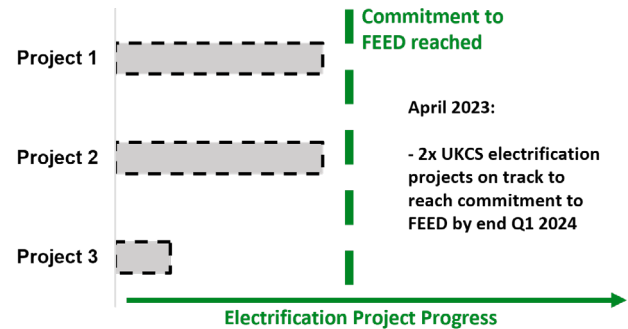 Commitment to
FEED reached
Project 1
April 2023:
Project 2
- 2x UKCS electrification
projects on track to
reach commitment to
FEED by end Q1 2024
Project 3
Electrification Project Progress